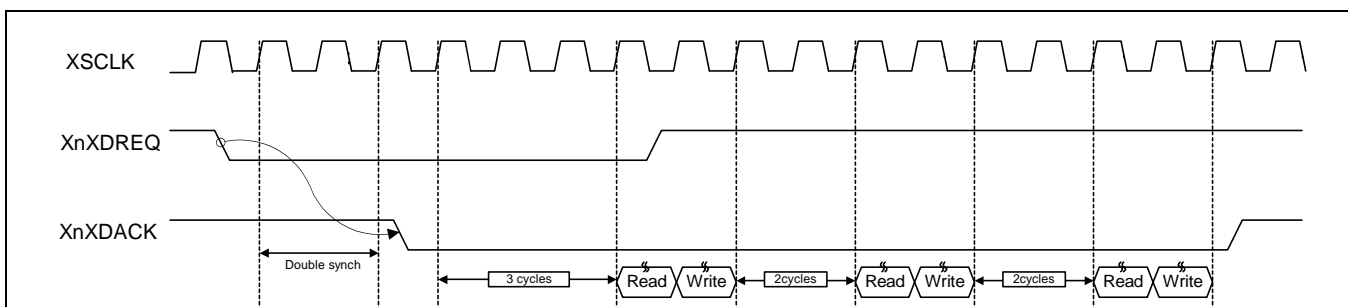 XSCLK
XnXDREQ
XnXDACK
Double synch
3 cycles
Read
Write
2cycles
Read
Write
2cycles
Read
Write